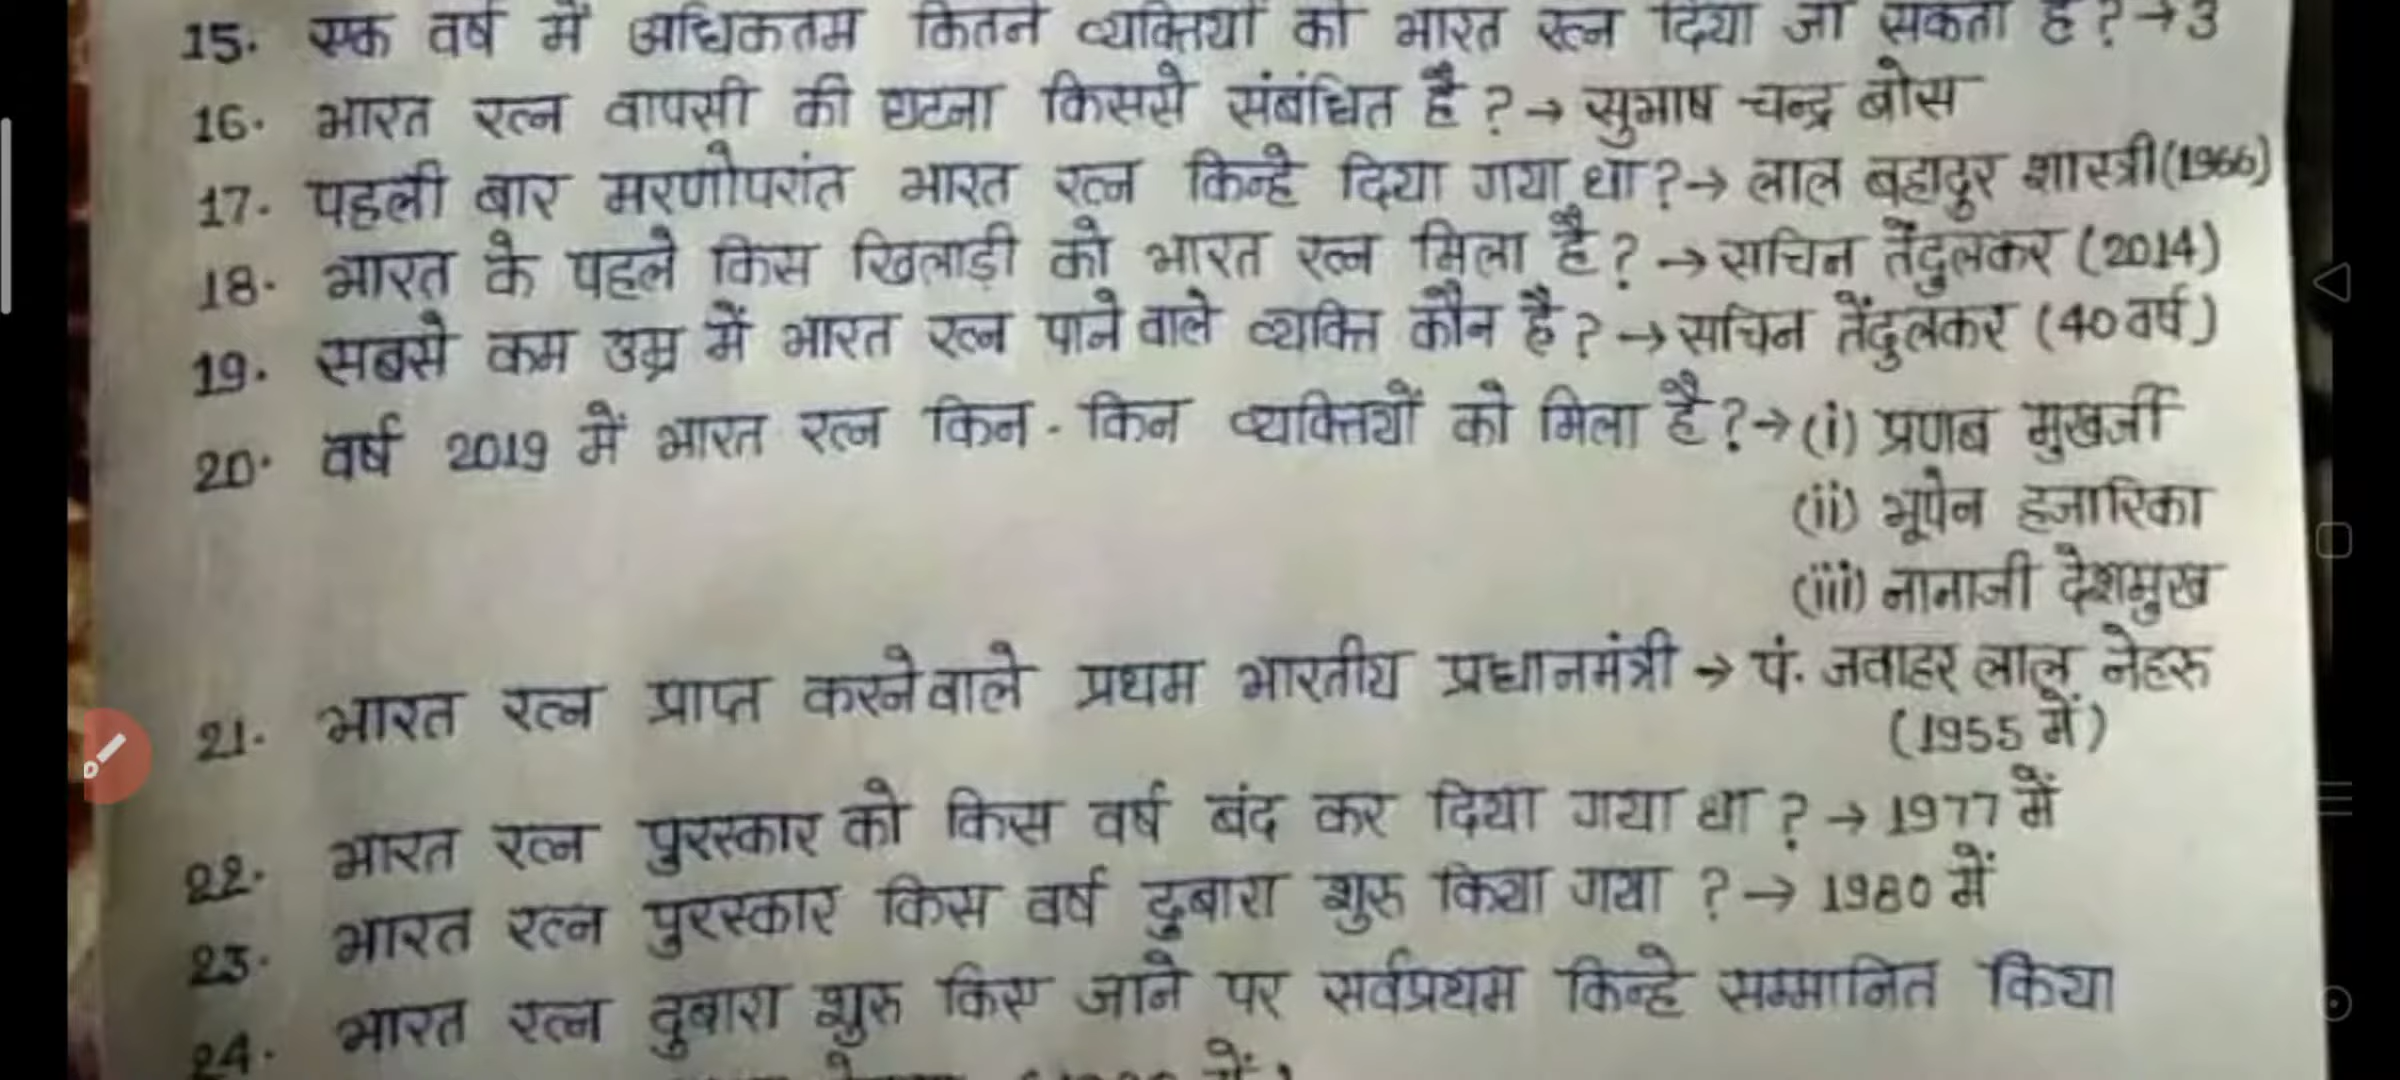 15. एक वर्ष में अधिकतम कितने व्यक्तियों को भारत रत्न दिया जा सकता है ? → 3
16. भारत रत्न वापसी की घटना किससे संबंधित है ? → सुभाष चन्द्र बोस
17. पहली बार मरणोपरांत भारत रत्न किन्हे दिया गया था ? → लाल बहादुर शास्त्री (1966)
18. भारत के पहले किस खिलाड़ी को भारत रत्न मिला है ? → सचिन तेंदुलकर (2014)
19. सबसे कम उम्र में भारत रत्न पाने वाले व्यक्ति कौन है ? → सचिन तेंदुलकर (40 वर्ष)
20. वर्ष 2019 में भारत रत्न किन - किन व्यक्तियों को मिला है ? → (i) प्रणब मुखर्जी
(ii) भूपेन हजारिका
(iii) नानाजी देशमुख
21. भारत रत्न प्राप्त करने वाले प्रथम भारतीय प्रधानमंत्री → पं. जवाहर लाल नेहरु
(1955 में)
22. भारत रत्न पुरस्कार को किस वर्ष बंद कर दिया गया था ? → 1977 में
23. भारत रत्न पुरस्कार किस वर्ष दुबारा शुरु किया गया ? → 1980 में
24. भारत रत्न दुबारा शुरु किए जाने पर सर्वप्रथम किन्हे सम्मानित किया
में